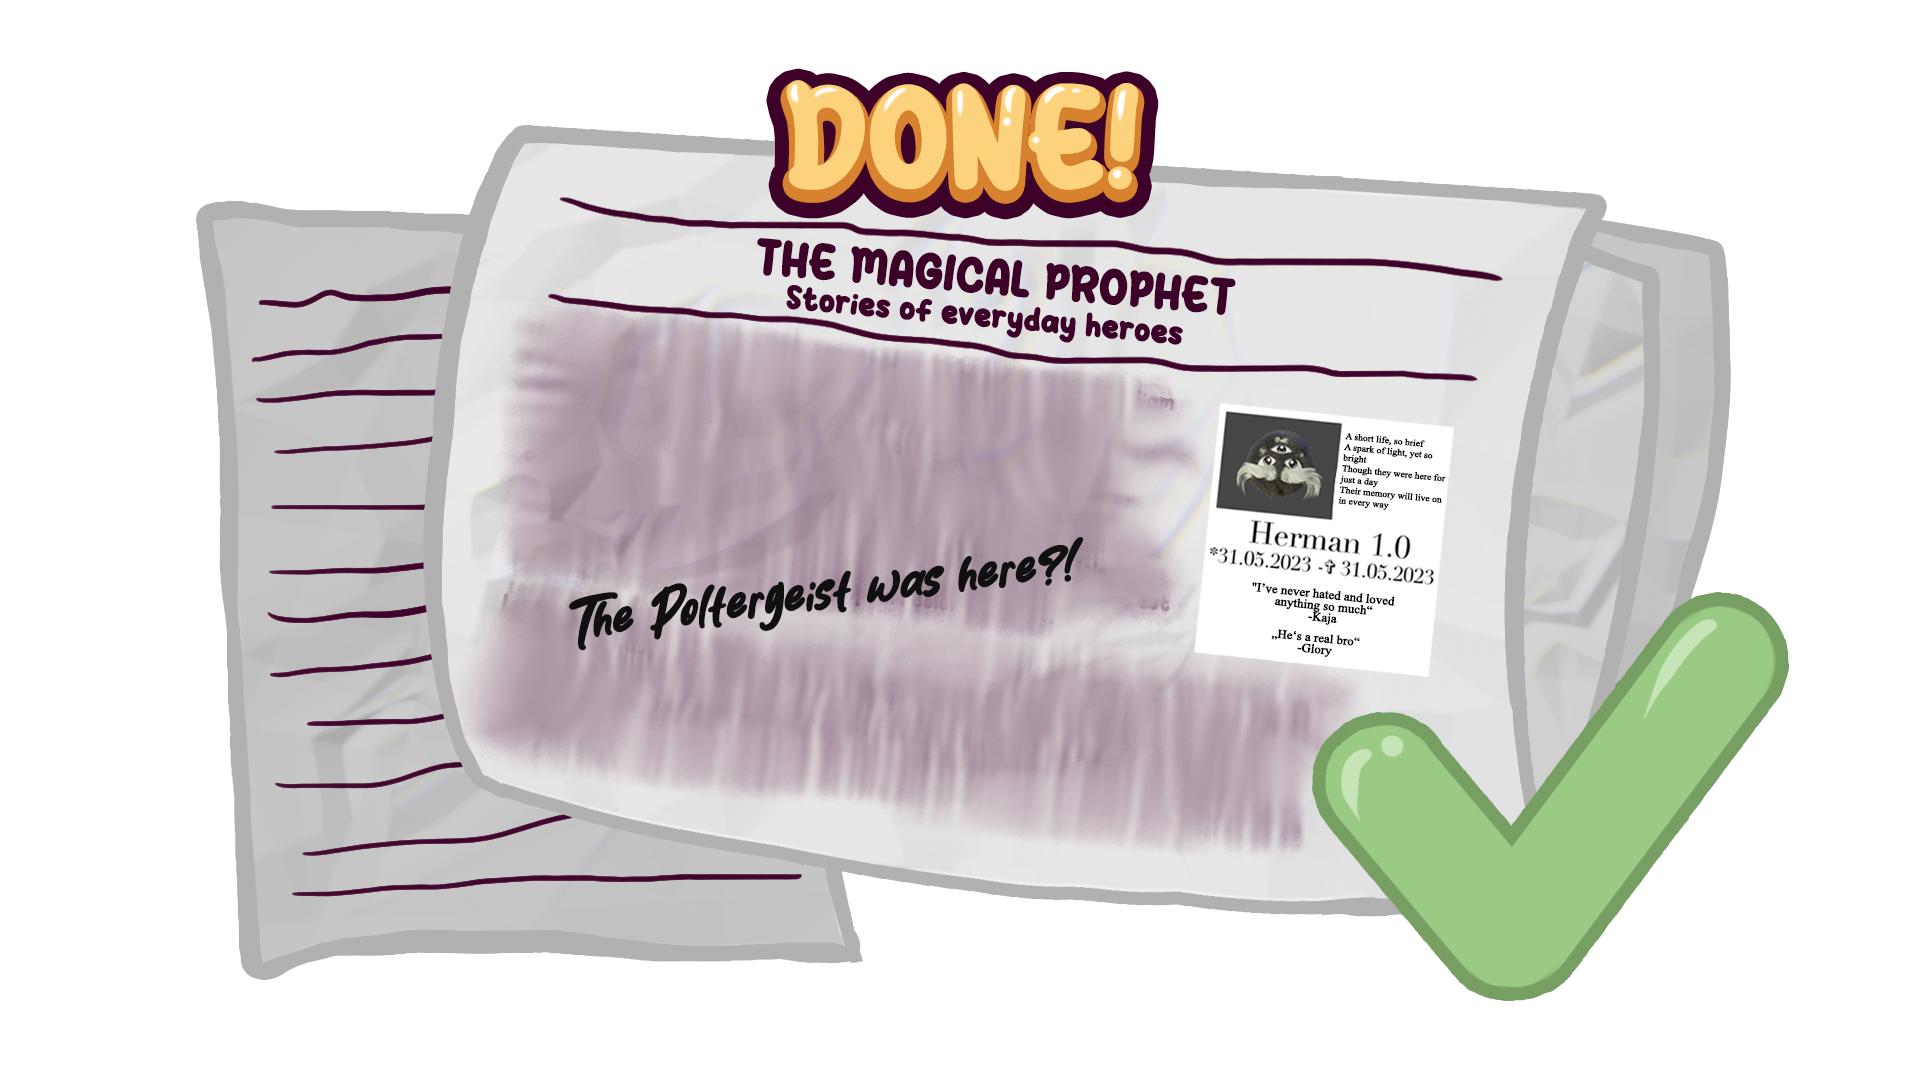 DONE!
THE MAGICAL PROPHET
Stories of everyday heroes
The Poltergeist was here?!
A short life, so brief
A spark of light, yet so
bright
Though they were here for
just a day
Their memory will live on
in every way
Herman 1.0
*31.05.2023 -✞ 31.05.2023
"I've never hated and loved
anything so much“
-Kaja
„He‘s a real bro“
-Glory